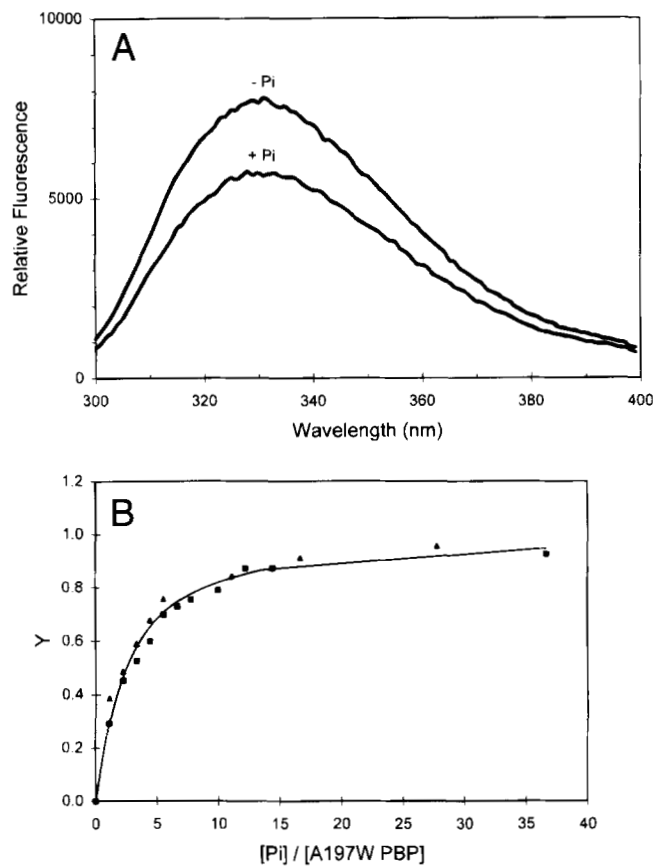 10000
A
- Pi
+ Pi
5000
0
Relative Fluorescence
300 320 340 360 380 400
Wavelength (nm)
1.2
B
1.0
0.8
0.6
0.4
0.2
0.0
Y
0 5 10 15 20 25 30 35 40
[Pi] / [A197W PBP]